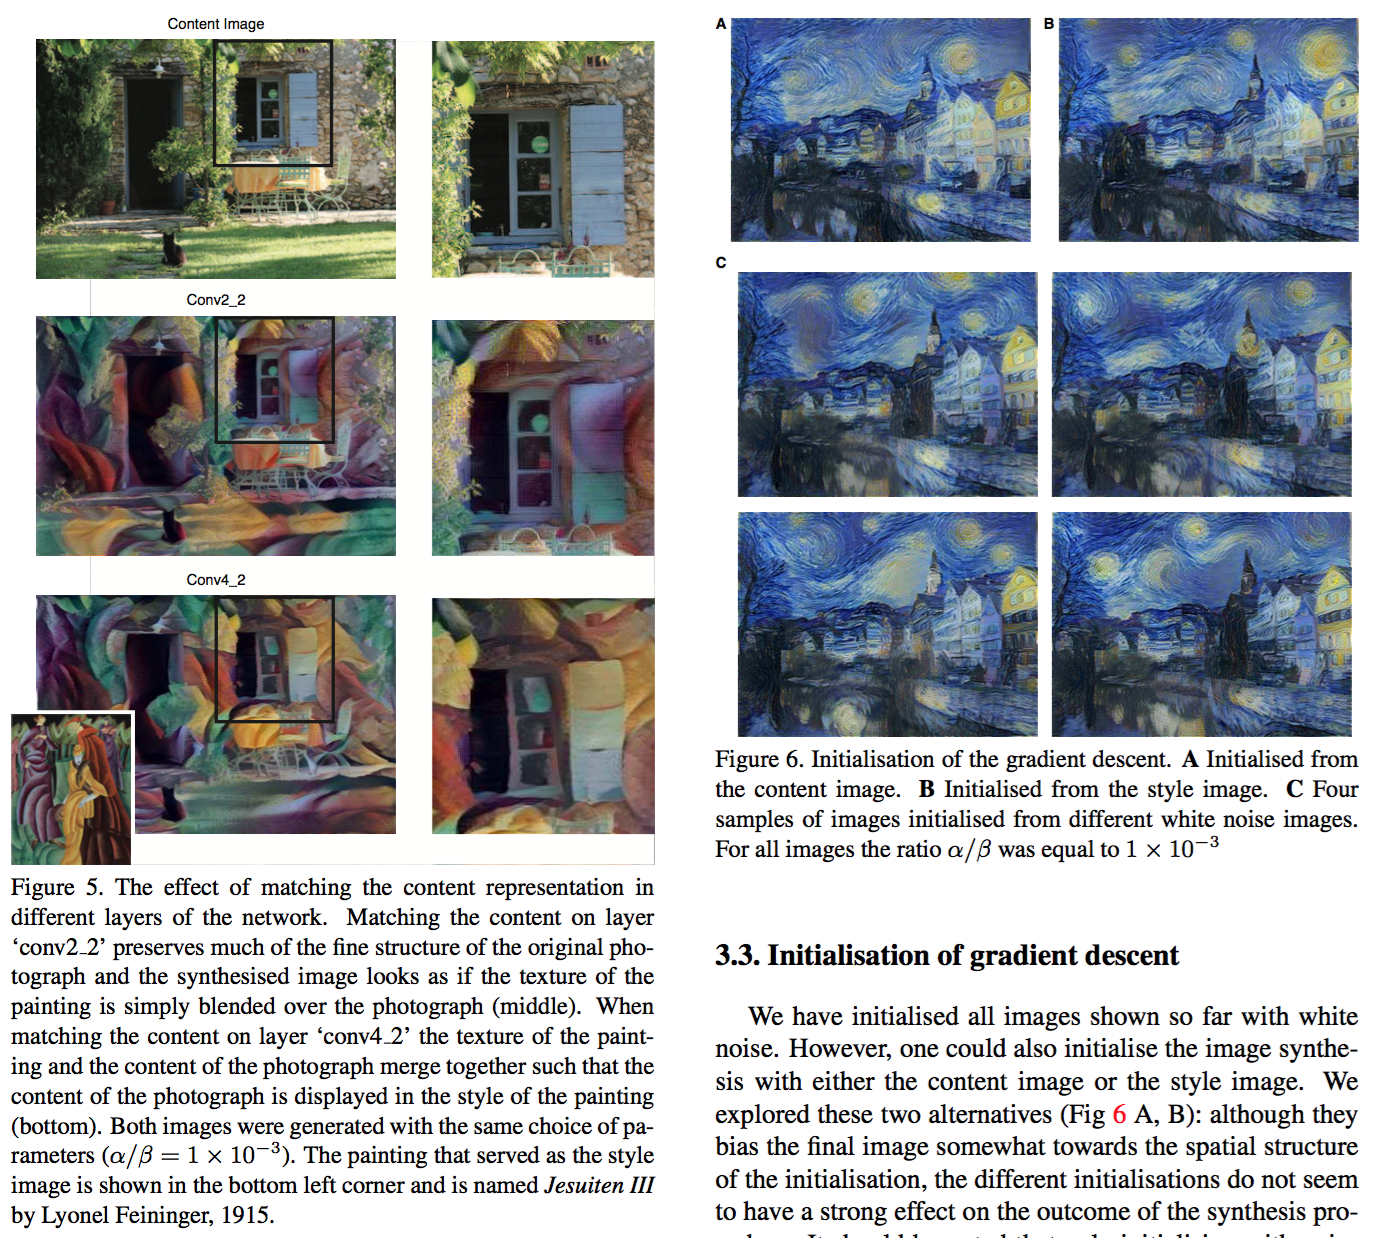 Content Image
Conv2_2
Conv4_2
Figure 5. The effect of matching the content representation in
different layers of the network. Matching the content on layer
‘conv2_2’ preserves much of the fine structure of the original pho-
tograph and the synthesised image looks as if the texture of the
painting is simply blended over the photograph (middle). When
matching the content on layer ‘conv4_2’ the texture of the paint-
ing and the content of the photograph merge together such that the
content of the photograph is displayed in the style of the painting
(bottom). Both images were generated with the same choice of pa-
rameters (α/β = 1 × 10⁻³). The painting that served as the style
image is shown in the bottom left corner and is named Jesuiten III
by Lyonel Feininger, 1915.
A
B
C
Figure 6. Initialisation of the gradient descent. A Initialised from
the content image. B Initialised from the style image. C Four
samples of images initialised from different white noise images.
For all images the ratio α/β was equal to 1 × 10⁻³
3.3. Initialisation of gradient descent
We have initialised all images shown so far with white
noise. However, one could also initialise the image synthe-
sis with either the content image or the style image. We
explored these two alternatives (Fig 6 A, B): although they
bias the final image somewhat towards the spatial structure
of the initialisation, the different initialisations do not seem
to have a strong effect on the outcome of the synthesis pro-